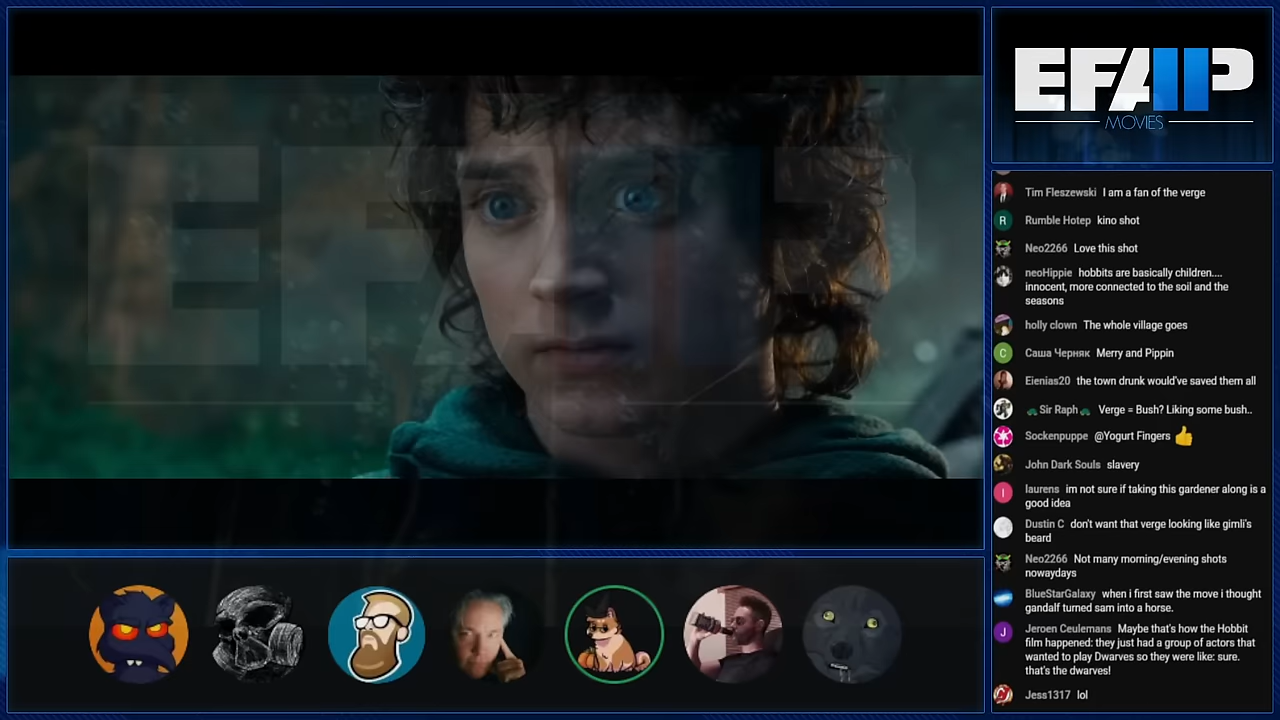 EFAP
EFAP
MOVIES
Tim Fleszewski I am a fan of the verge
R Rumble Hotep kino shot
Neo2266 Love this shot
neoHippie hobbits are basically children....
innocent, more connected to the soil and the
seasons
holly clown The whole village goes
C Саша Черняк Merry and Pippin
Eienias20 the town drunk would've saved them all
Sir Raph Verge = Bush? Liking some bush..
Sockenpuppe @Yogurt Fingers 👍
John Dark Souls slavery
l laurens im not sure if taking this gardener along is a
good idea
Dustin C don't want that verge looking like gimli's
beard
Neo2266 Not many morning/evening shots
nowaydays
BlueStarGalaxy when i first saw the move i thought
gandalf turned sam into a horse.
J Jeroen Ceulemans Maybe that's how the Hobbit
film happened: they just had a group of actors that
wanted to play Dwarves so they were like: sure.
that's the dwarves!
Jess1317 lol